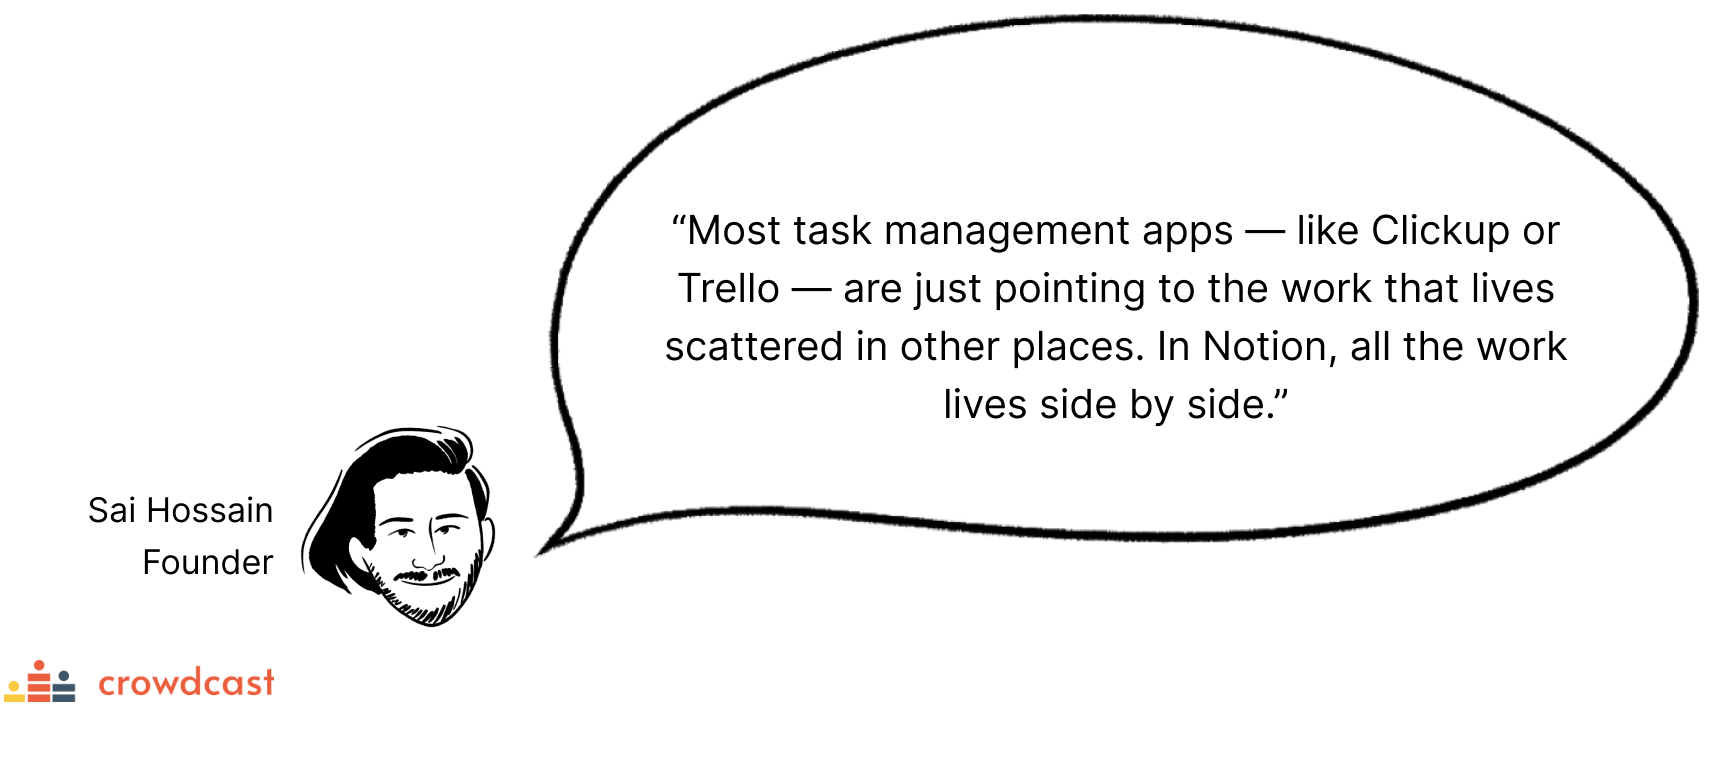 “Most task management apps — like Clickup or
Trello — are just pointing to the work that lives
scattered in other places. In Notion, all the work
lives side by side.”
Sai Hossain
Founder
crowdcast